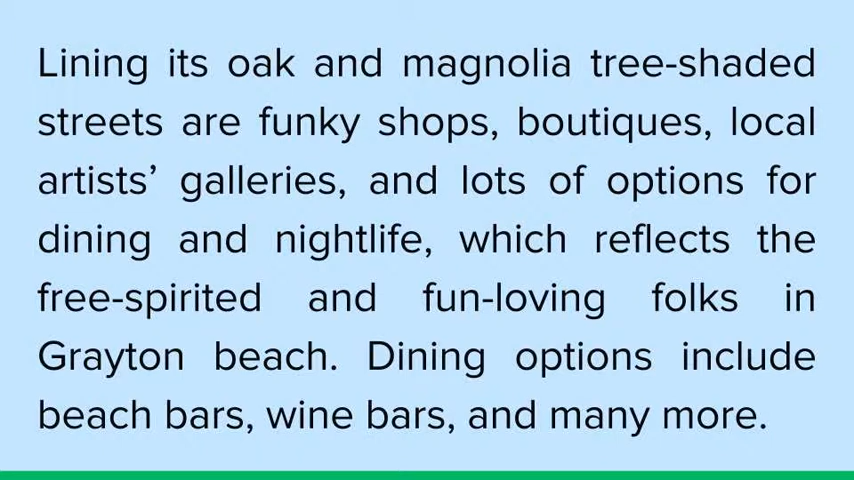 Lining its oak and magnolia tree-shaded
streets are funky shops, boutiques, local
artists’ galleries, and lots of options for
dining and nightlife, which reflects the
free-spirited and fun-loving folks in
Grayton beach. Dining options include
beach bars, wine bars, and many more.